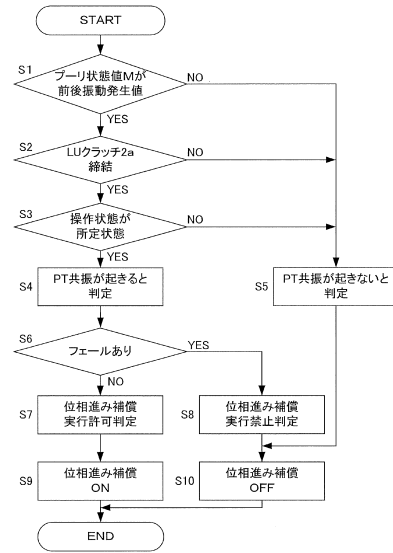 START
S1
プーリ状態値Mが
前後振動発生値
NO
YES
S2
LUクラッチ2a
締結
NO
YES
S3
操作状態が
所定状態
NO
YES
S4
PT共振が起きると
判定
S5
PT共振が起きないと
判定
S6
フェールあり
YES
NO
S7
位相進み補償
実行許可判定
S8
位相進み補償
実行禁止判定
S9
位相進み補償
ON
S10
位相進み補償
OFF
END